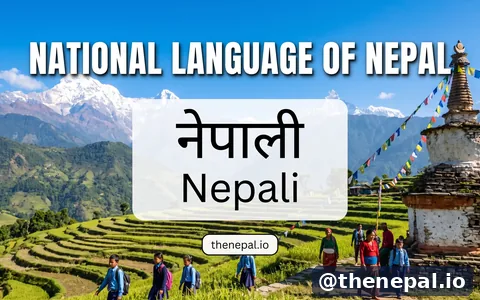 NATIONAL LANGUAGE OF NEPAL
नेपाली
Nepali
thenepal.io
@thenepal.io